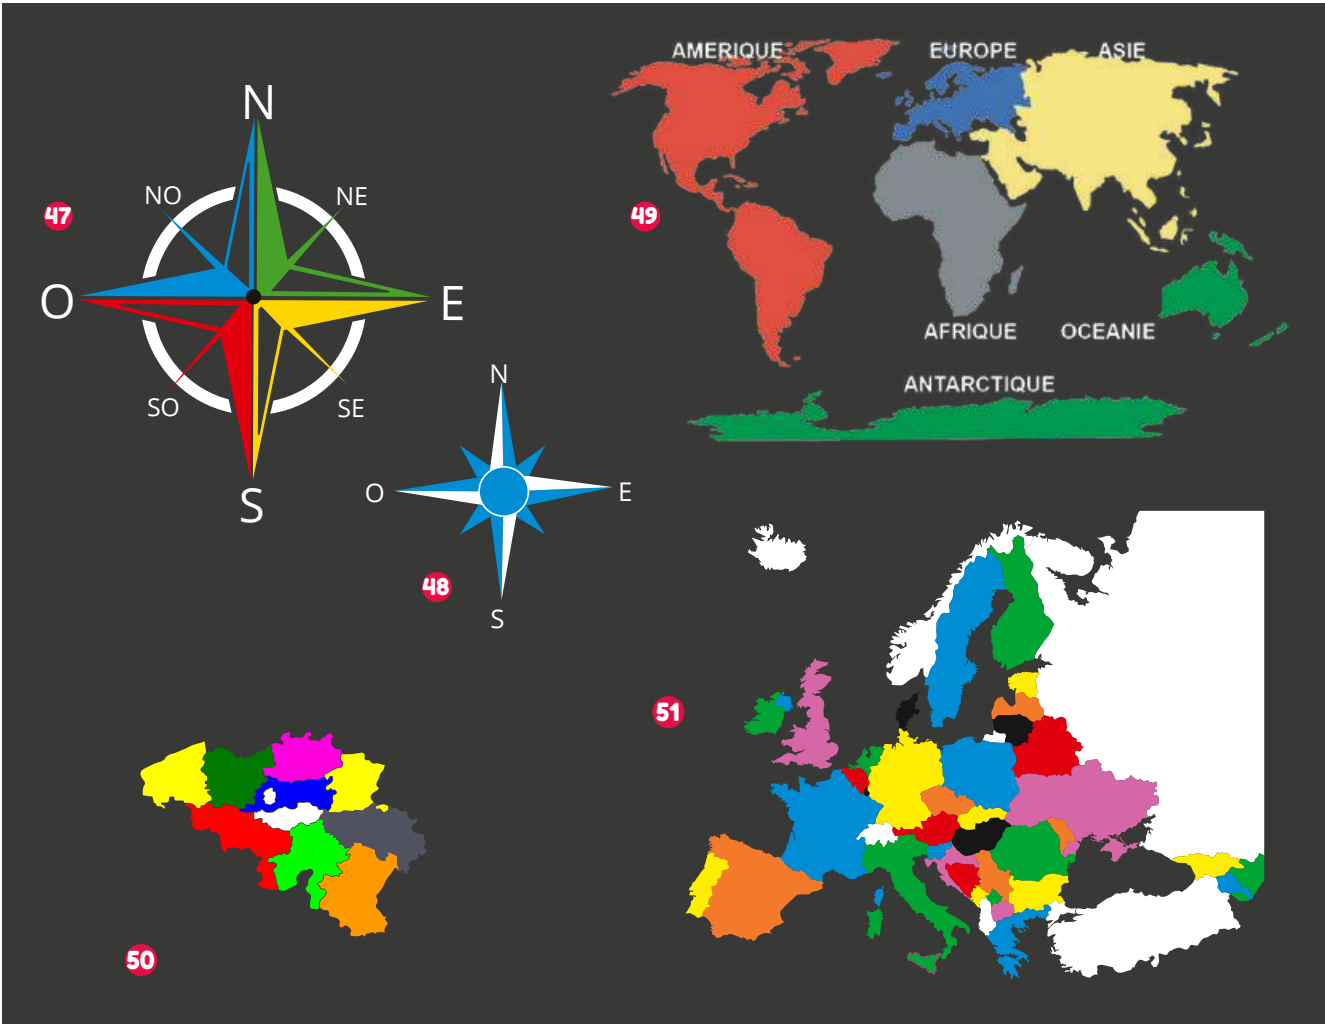 N
NO
NE
47
O
E
SO
SE
S
N
O
E
48
S
AMERIQUE
EUROPE
ASIE
49
AFRIQUE
OCEANIE
ANTARCTIQUE
50
51